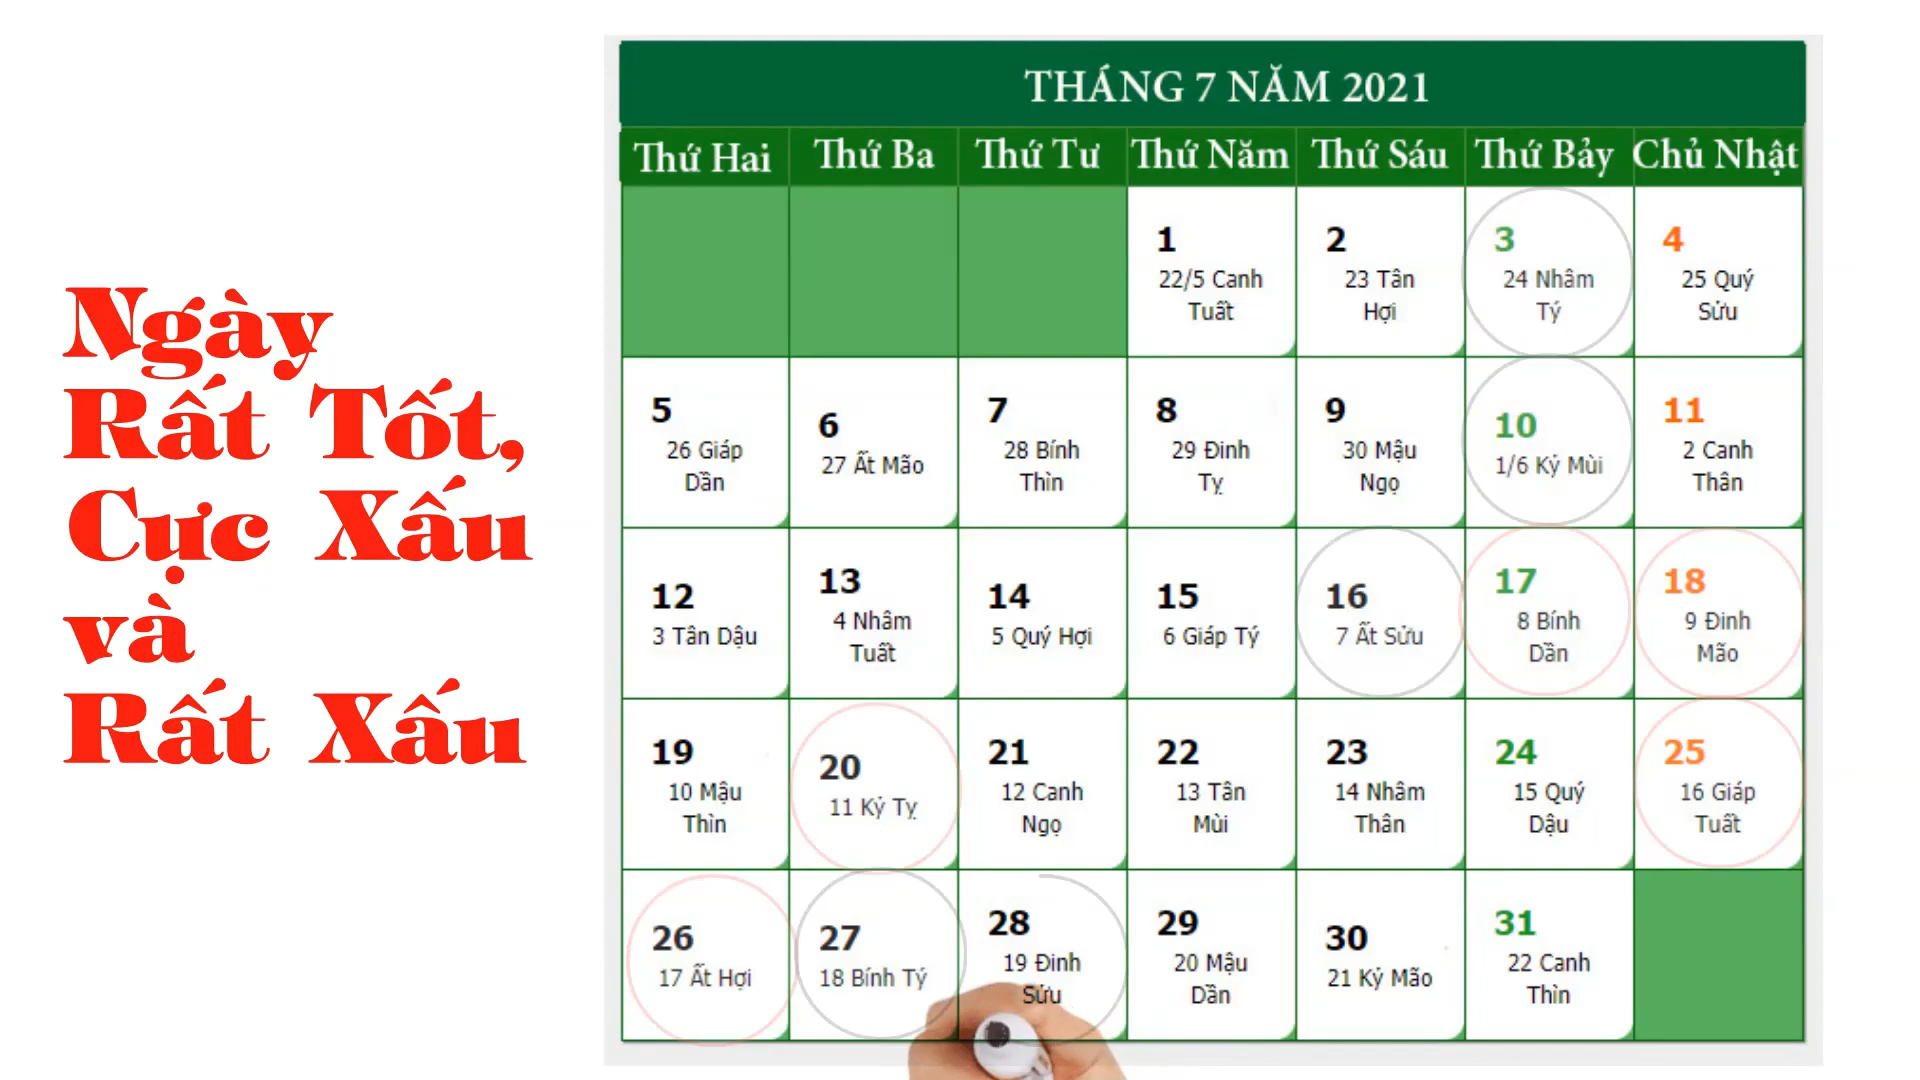 Ngày
Rất Tốt,
Cực Xấu
và
Rất Xấu
THÁNG 7 NĂM 2021
Thứ Hai Thứ Ba Thứ Tư Thứ Năm Thứ Sáu Thứ Bảy Chủ Nhật
1 2 3 4
22/5 Canh Tuất 23 Tân Hợi 24 Nhâm Tý 25 Quý Sửu
5 6 7 8 9 10 11
26 Giáp Dần 27 Ất Mão 28 Bính Thìn 29 Đinh Tỵ 30 Mậu Ngọ 1/6 Kỷ Mùi 2 Canh Thân
12 13 14 15 16 17 18
3 Tân Dậu 4 Nhâm Tuất 5 Quý Hợi 6 Giáp Tý 7 Ất Sửu 8 Bính Dần 9 Đinh Mão
19 20 21 22 23 24 25
10 Mậu Thìn 11 Kỷ Tỵ 12 Canh Ngọ 13 Tân Mùi 14 Nhâm Thân 15 Quý Dậu 16 Giáp Tuất
26 27 28 29 30 31
17 Ất Hợi 18 Bính Tý 19 Đinh Sửu 20 Mậu Dần 21 Kỷ Mão 22 Canh Thìn